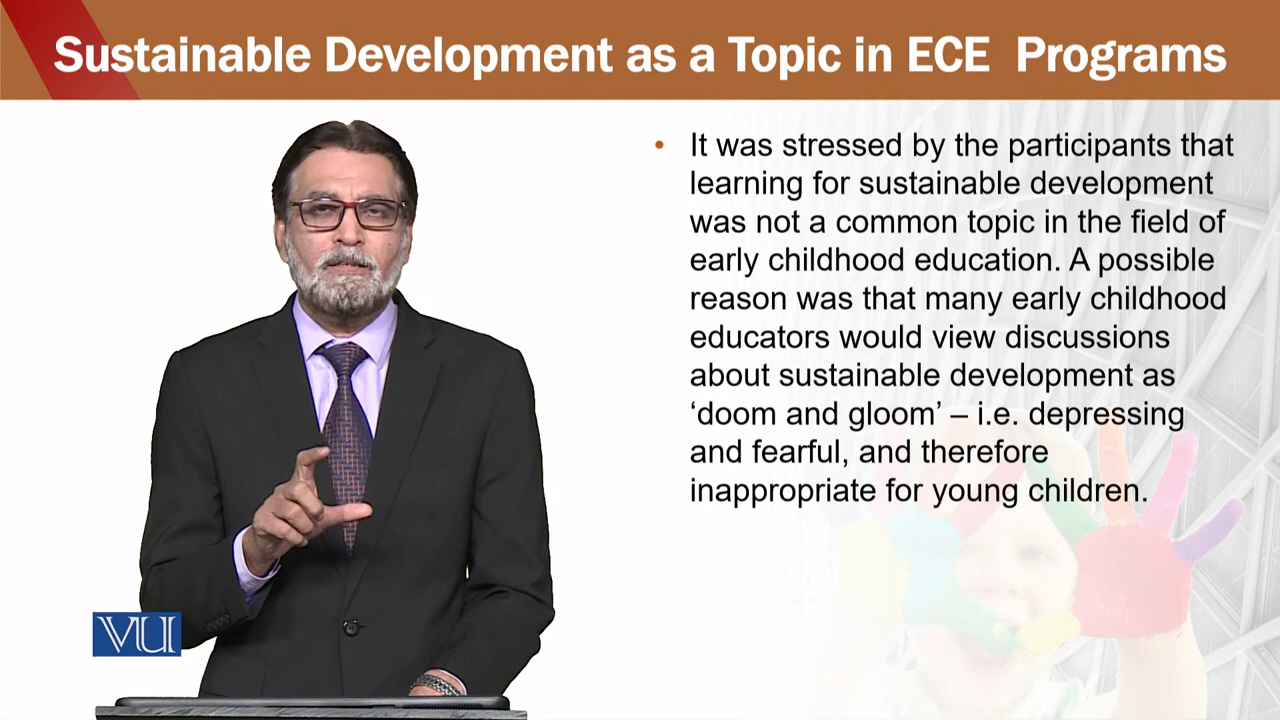 Sustainable Development as a Topic in ECE Programs
• It was stressed by the participants that
learning for sustainable development
was not a common topic in the field of
early childhood education. A possible
reason was that many early childhood
educators would view discussions
about sustainable development as
‘doom and gloom’ – i.e. depressing
and fearful, and therefore
inappropriate for young children.
VU